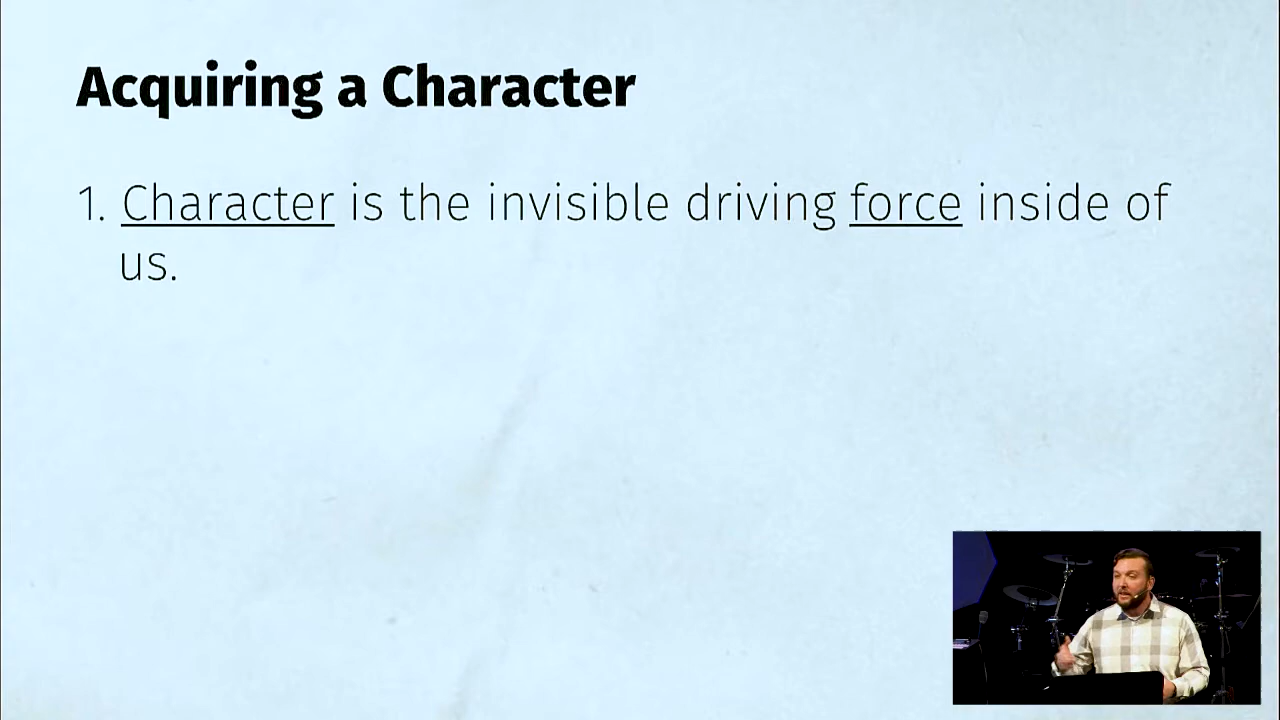 Acquiring a Character
1. Character is the invisible driving force inside of
us.